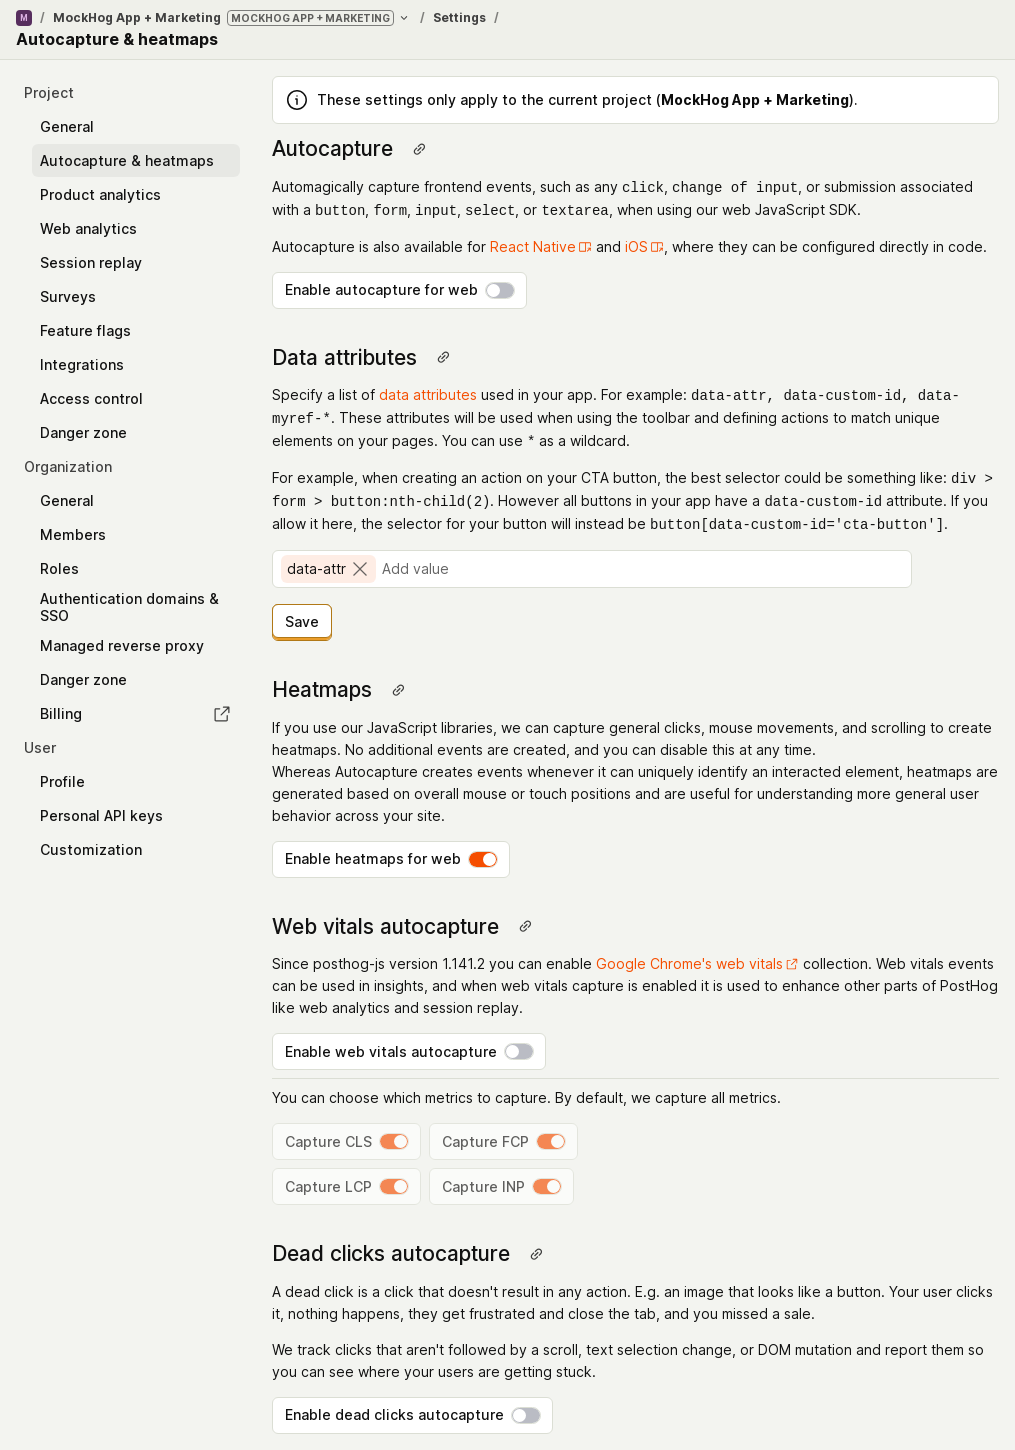 M / MockHog App + Marketing MOCKHOG APP + MARKETING / Settings /
Autocapture & heatmaps
Project
General
Autocapture & heatmaps
Product analytics
Web analytics
Session replay
Surveys
Feature flags
Integrations
Access control
Danger zone
Organization
General
Members
Roles
Authentication domains &
SSO
Managed reverse proxy
Danger zone
Billing
User
Profile
Personal API keys
Customization
These settings only apply to the current project (MockHog App + Marketing).
Autocapture
Automagically capture frontend events, such as any click, change of input, or submission associated
with a button, form, input, select, or textarea, when using our web JavaScript SDK.
Autocapture is also available for React Native and iOS, where they can be configured directly in code.
Enable autocapture for web
Data attributes
Specify a list of data attributes used in your app. For example: data-attr, data-custom-id, data-
myref-*. These attributes will be used when using the toolbar and defining actions to match unique
elements on your pages. You can use * as a wildcard.
For example, when creating an action on your CTA button, the best selector could be something like: div >
form > button:nth-child(2). However all buttons in your app have a data-custom-id attribute. If you
allow it here, the selector for your button will instead be button[data-custom-id='cta-button'].
data-attr Add value
Save
Heatmaps
If you use our JavaScript libraries, we can capture general clicks, mouse movements, and scrolling to create
heatmaps. No additional events are created, and you can disable this at any time.
Whereas Autocapture creates events whenever it can uniquely identify an interacted element, heatmaps are
generated based on overall mouse or touch positions and are useful for understanding more general user
behavior across your site.
Enable heatmaps for web
Web vitals autocapture
Since posthog-js version 1.141.2 you can enable Google Chrome's web vitals collection. Web vitals events
can be used in insights, and when web vitals capture is enabled it is used to enhance other parts of PostHog
like web analytics and session replay.
Enable web vitals autocapture
You can choose which metrics to capture. By default, we capture all metrics.
Capture CLS Capture FCP
Capture LCP Capture INP
Dead clicks autocapture
A dead click is a click that doesn't result in any action. E.g. an image that looks like a button. Your user clicks
it, nothing happens, they get frustrated and close the tab, and you missed a sale.
We track clicks that aren't followed by a scroll, text selection change, or DOM mutation and report them so
you can see where your users are getting stuck.
Enable dead clicks autocapture